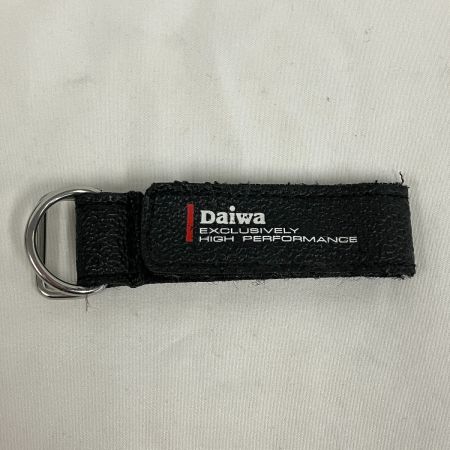 Daiwa
EXCLUSIVELY
HIGH PERFORMANCE